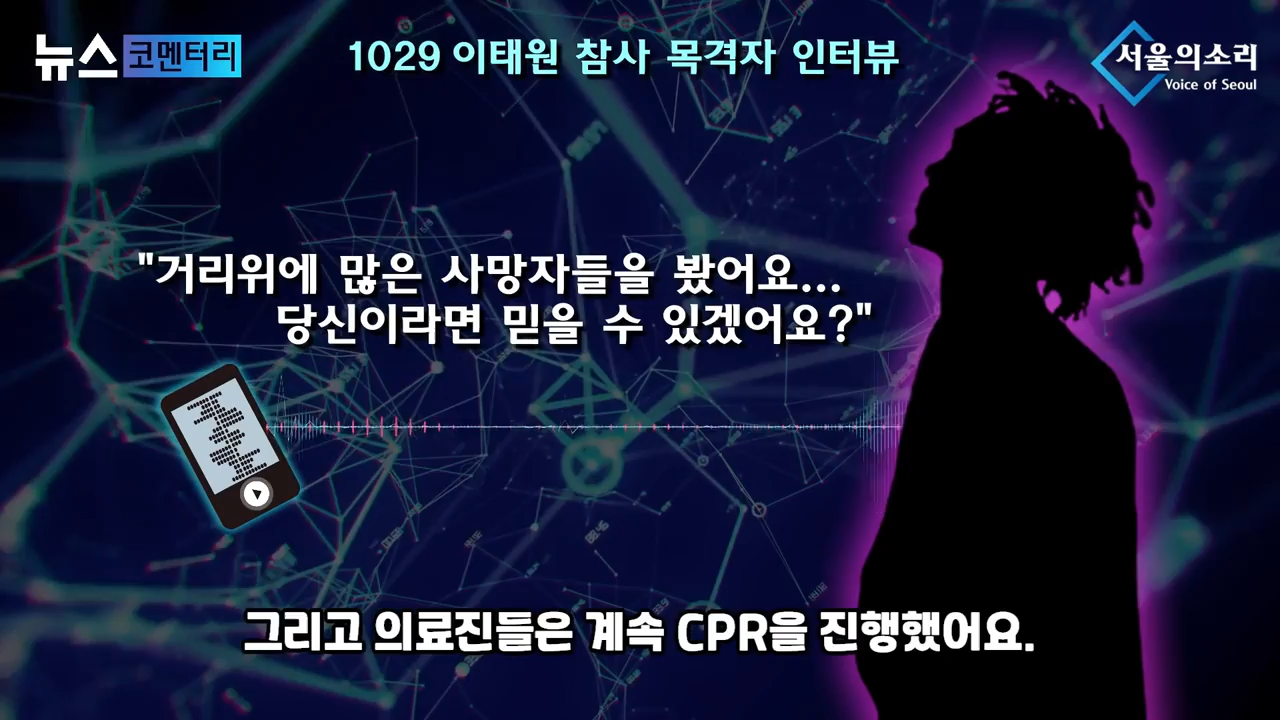 뉴스 코멘터리
1029 이태원 참사 목격자 인터뷰
서울의소리
Voice of Seoul
"거리위에 많은 사망자들을 봤어요...
당신이라면 믿을 수 있겠어요?"
그리고 의료진들은 계속 CPR을 진행했어요.